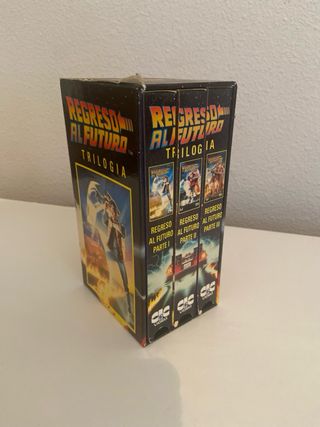 REGRESO
AL FUTURO
TRILOGIA
REGRESO
AL FUTURO
TRILOGIA
REGRESO
AL FUTURO
PARTE I
REGRESO
AL FUTURO
PARTE II
REGRESO
AL FUTURO
PARTE III
CIC
CIC
CIC